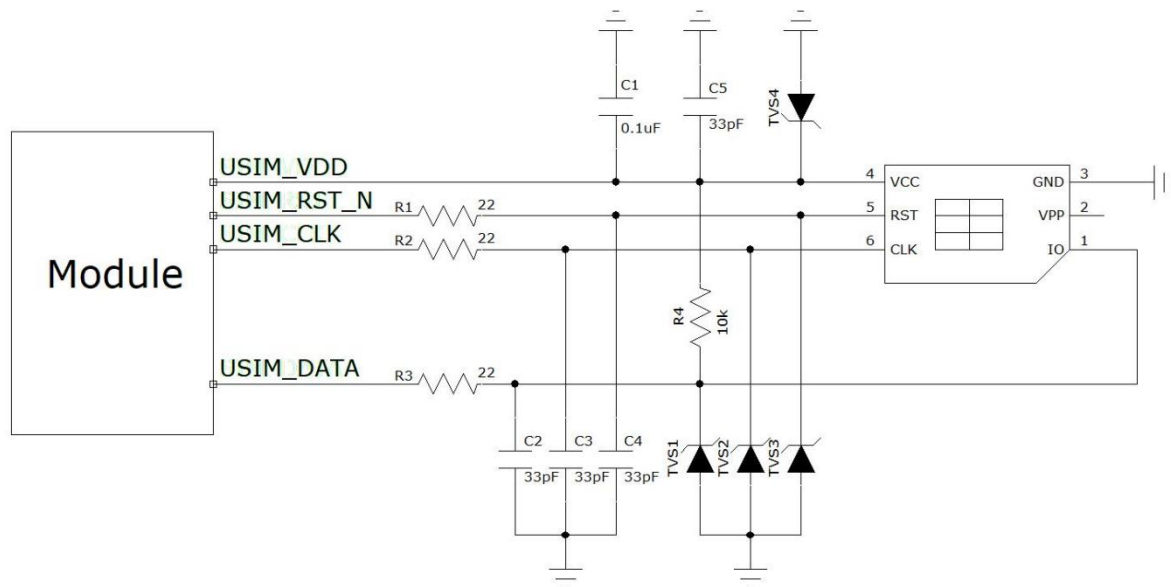 C1
0.1uF
C5
33pF
TVS4
Module
USIM_VDD
USIM_RST_N
USIM_CLK
USIM_DATA
R1 22
R2 22
R3 22
R4
10k
4 VCC
5 RST
6 CLK
GND 3
VPP 2
IO 1
C2
33pF
C3
33pF
C4
33pF
TVS1
TVS2
TVS3